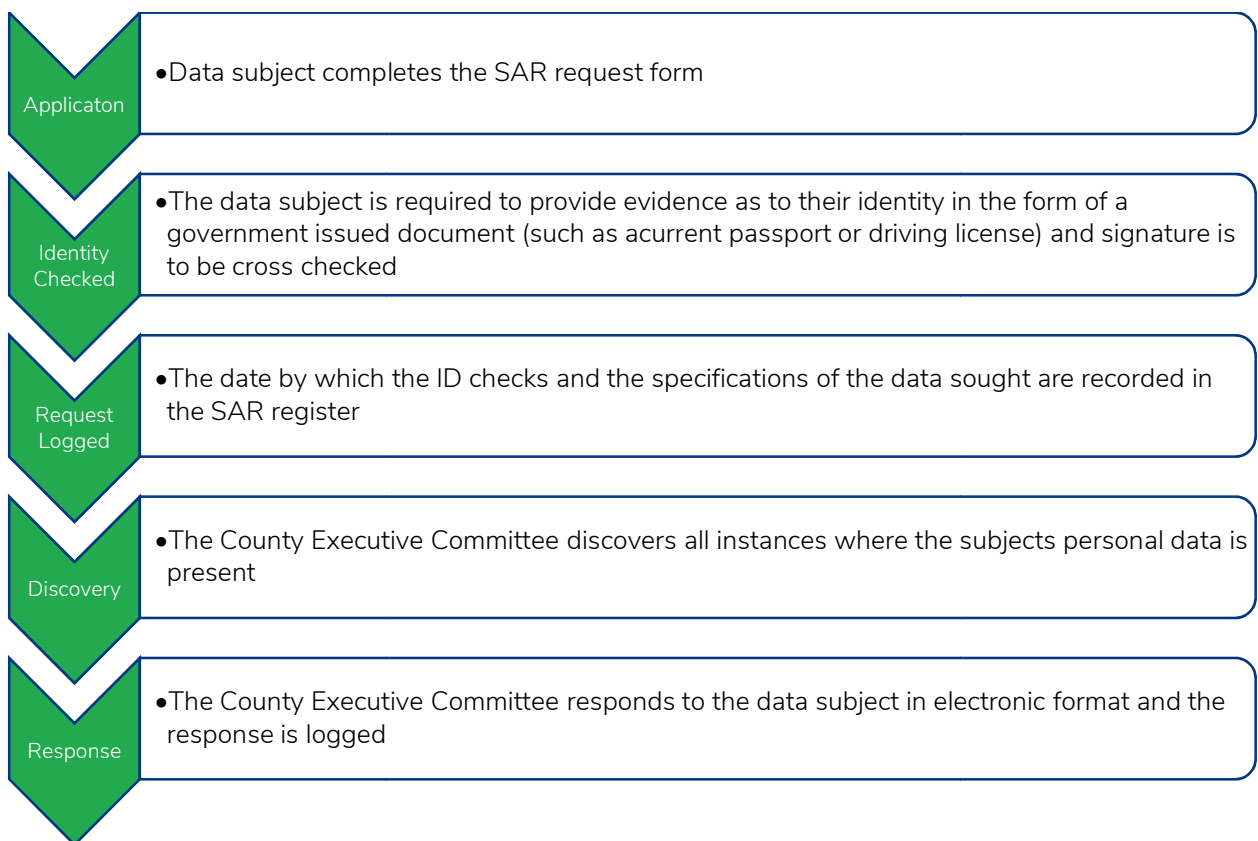 Applicaton
•Data subject completes the SAR request form
Identity
Checked
•The data subject is required to provide evidence as to their identity in the form of a
government issued document (such as acurrent passport or driving license) and signature is
to be cross checked
Request
Logged
•The date by which the ID checks and the specifications of the data sought are recorded in
the SAR register
Discovery
•The County Executive Committee discovers all instances where the subjects personal data is
present
Response
•The County Executive Committee responds to the data subject in electronic format and the
response is logged